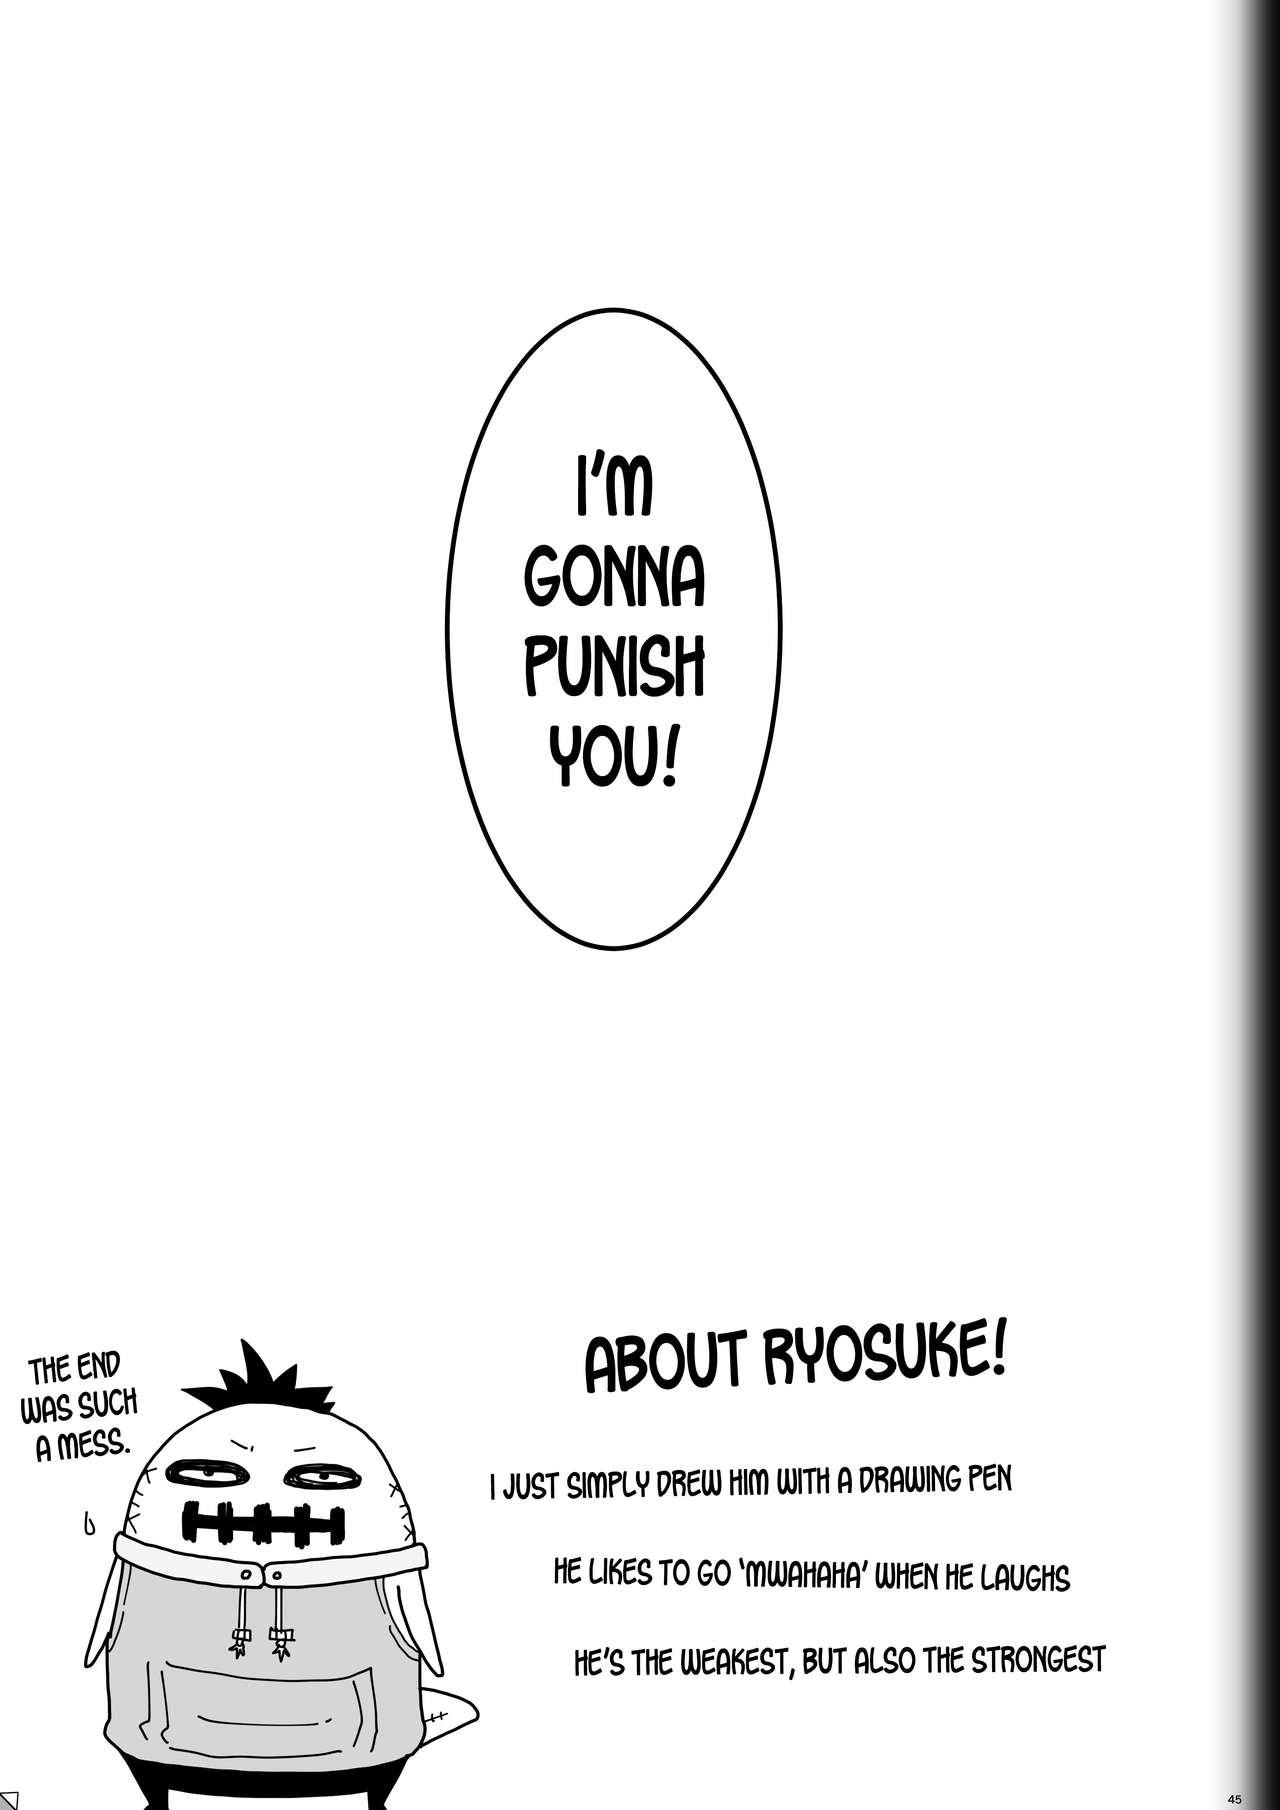 I'M
GONNA
PUNISH
YOU!
ABOUT RYOSUKE!
THE END
WAS SUCH
A MESS.
I JUST SIMPLY DREW HIM WITH A DRAWING PEN
HE LIKES TO GO 'MWAHAHA' WHEN HE LAUGHS
HE'S THE WEAKEST, BUT ALSO THE STRONGEST
45